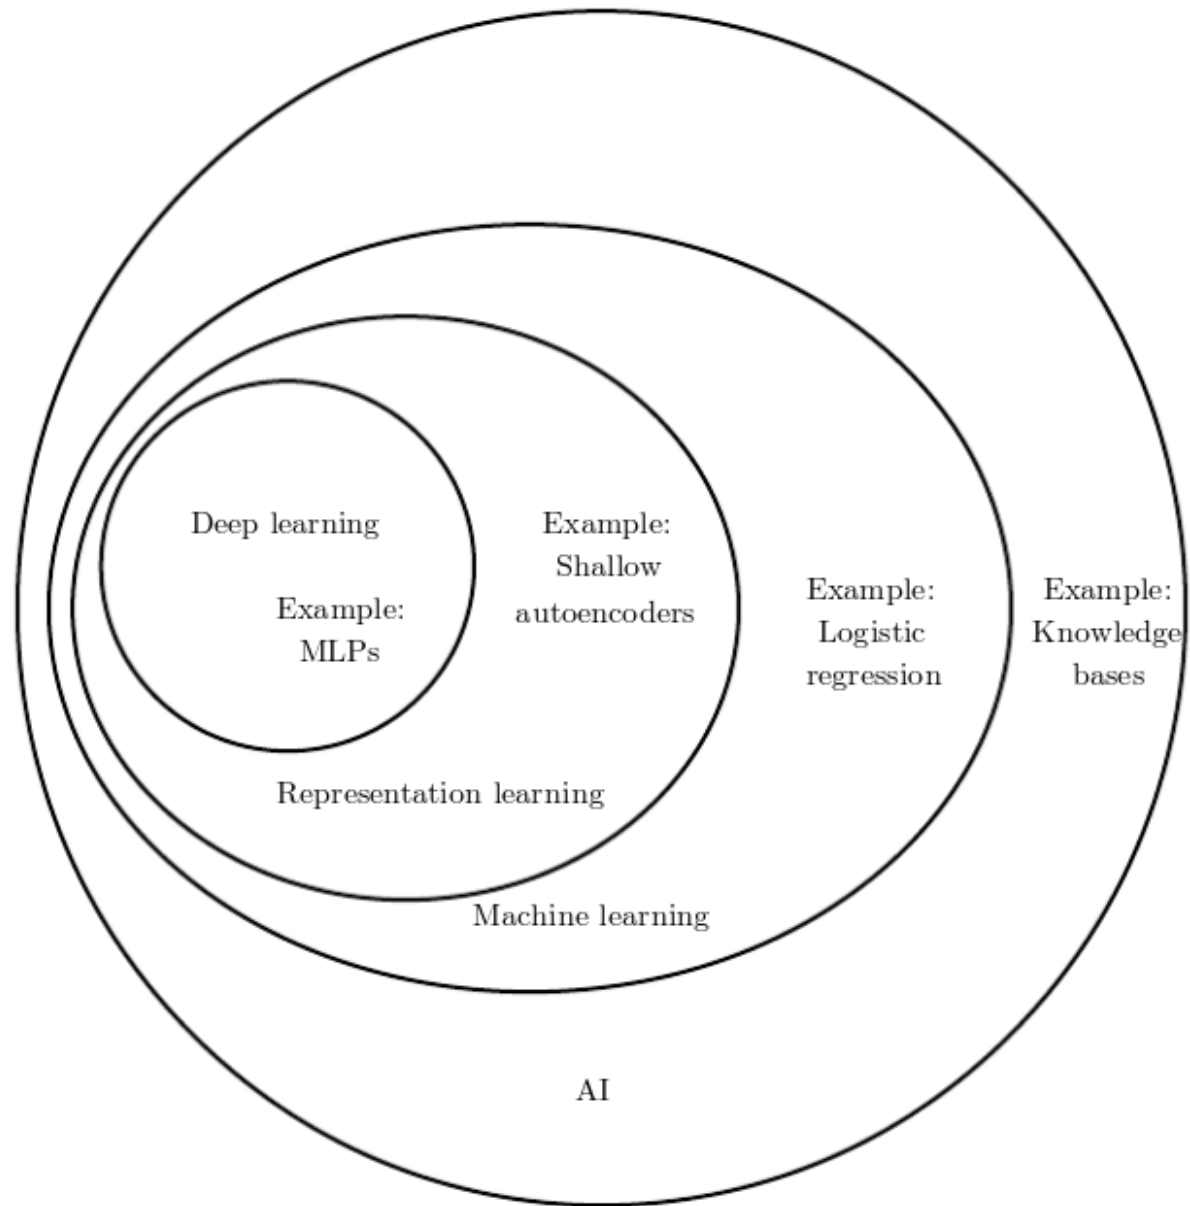 Deep learning
Example:
MLPs
Example:
Shallow
autoencoders
Example:
Logistic
regression
Example:
Knowledge
bases
Representation learning
Machine learning
AI